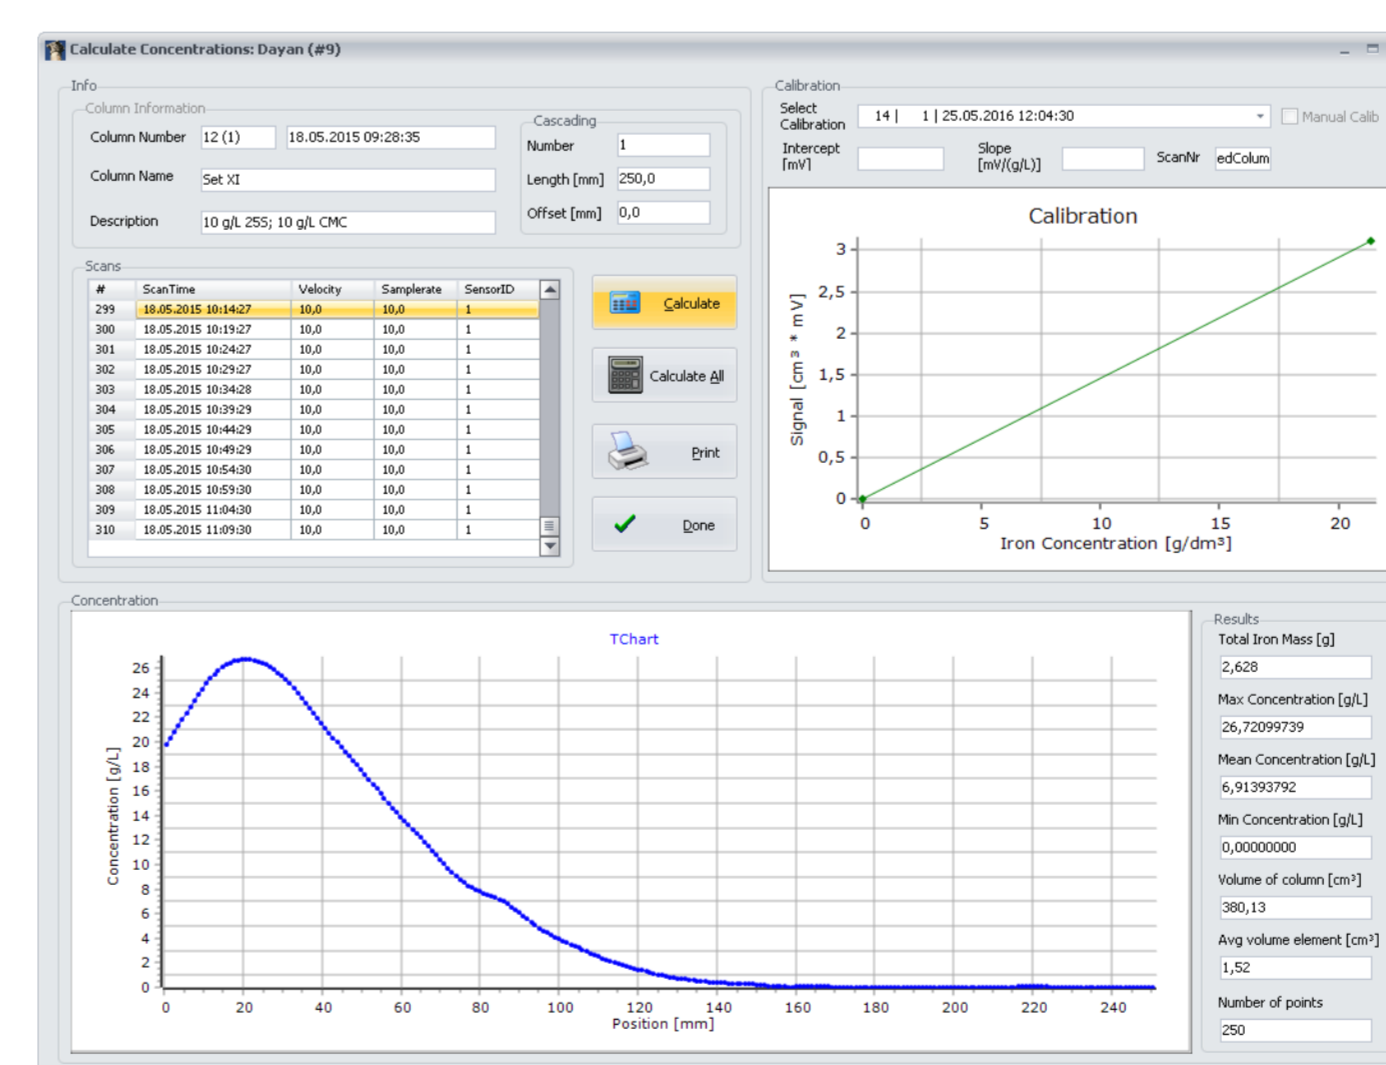 Calculate Concentrations: Dayan (#9)
Info
Column Information
Column Number 12 (1) 18.05.2015 09:28:35
Column Name Set XI
Description 10 g/L 25S; 10 g/L CMC
Cascading
Number 1
Length [mm] 250,0
Offset [mm] 0,0
Scans
# ScanTime Velocity Samplerate SensorID
299 18.05.2015 10:14:27 10,0 10,0 1
300 18.05.2015 10:19:27 10,0 10,0 1
301 18.05.2015 10:24:27 10,0 10,0 1
302 18.05.2015 10:29:27 10,0 10,0 1
303 18.05.2015 10:34:28 10,0 10,0 1
304 18.05.2015 10:39:29 10,0 10,0 1
305 18.05.2015 10:44:29 10,0 10,0 1
306 18.05.2015 10:49:29 10,0 10,0 1
307 18.05.2015 10:54:30 10,0 10,0 1
308 18.05.2015 10:59:30 10,0 10,0 1
309 18.05.2015 11:04:30 10,0 10,0 1
310 18.05.2015 11:09:30 10,0 10,0 1
Calculate
Calculate All
Print
Done
Calibration
Select
Calibration
14 | 1 | 25.05.2016 12:04:30
Manual Calib
Intercept
[mV]
Slope
[mV/(g/L)]
ScanNr edColum
Calibration
Signal [cm³ * mV]
3
2,5
2
1,5
1
0,5
0
0 5 10 15 20
Iron Concentration [g/dm³]
Concentration
TChart
Concentration [g/L]
26
24
22
20
18
16
14
12
10
8
6
4
2
0
0 20 40 60 80 100 120 140 160 180 200 220 240
Position [mm]
Results
Total Iron Mass [g]
2,628
Max Concentration [g/L]
26,72099739
Mean Concentration [g/L]
6,91393792
Min Concentration [g/L]
0,00000000
Volume of column [cm³]
380,13
Avg volume element [cm³]
1,52
Number of points
250